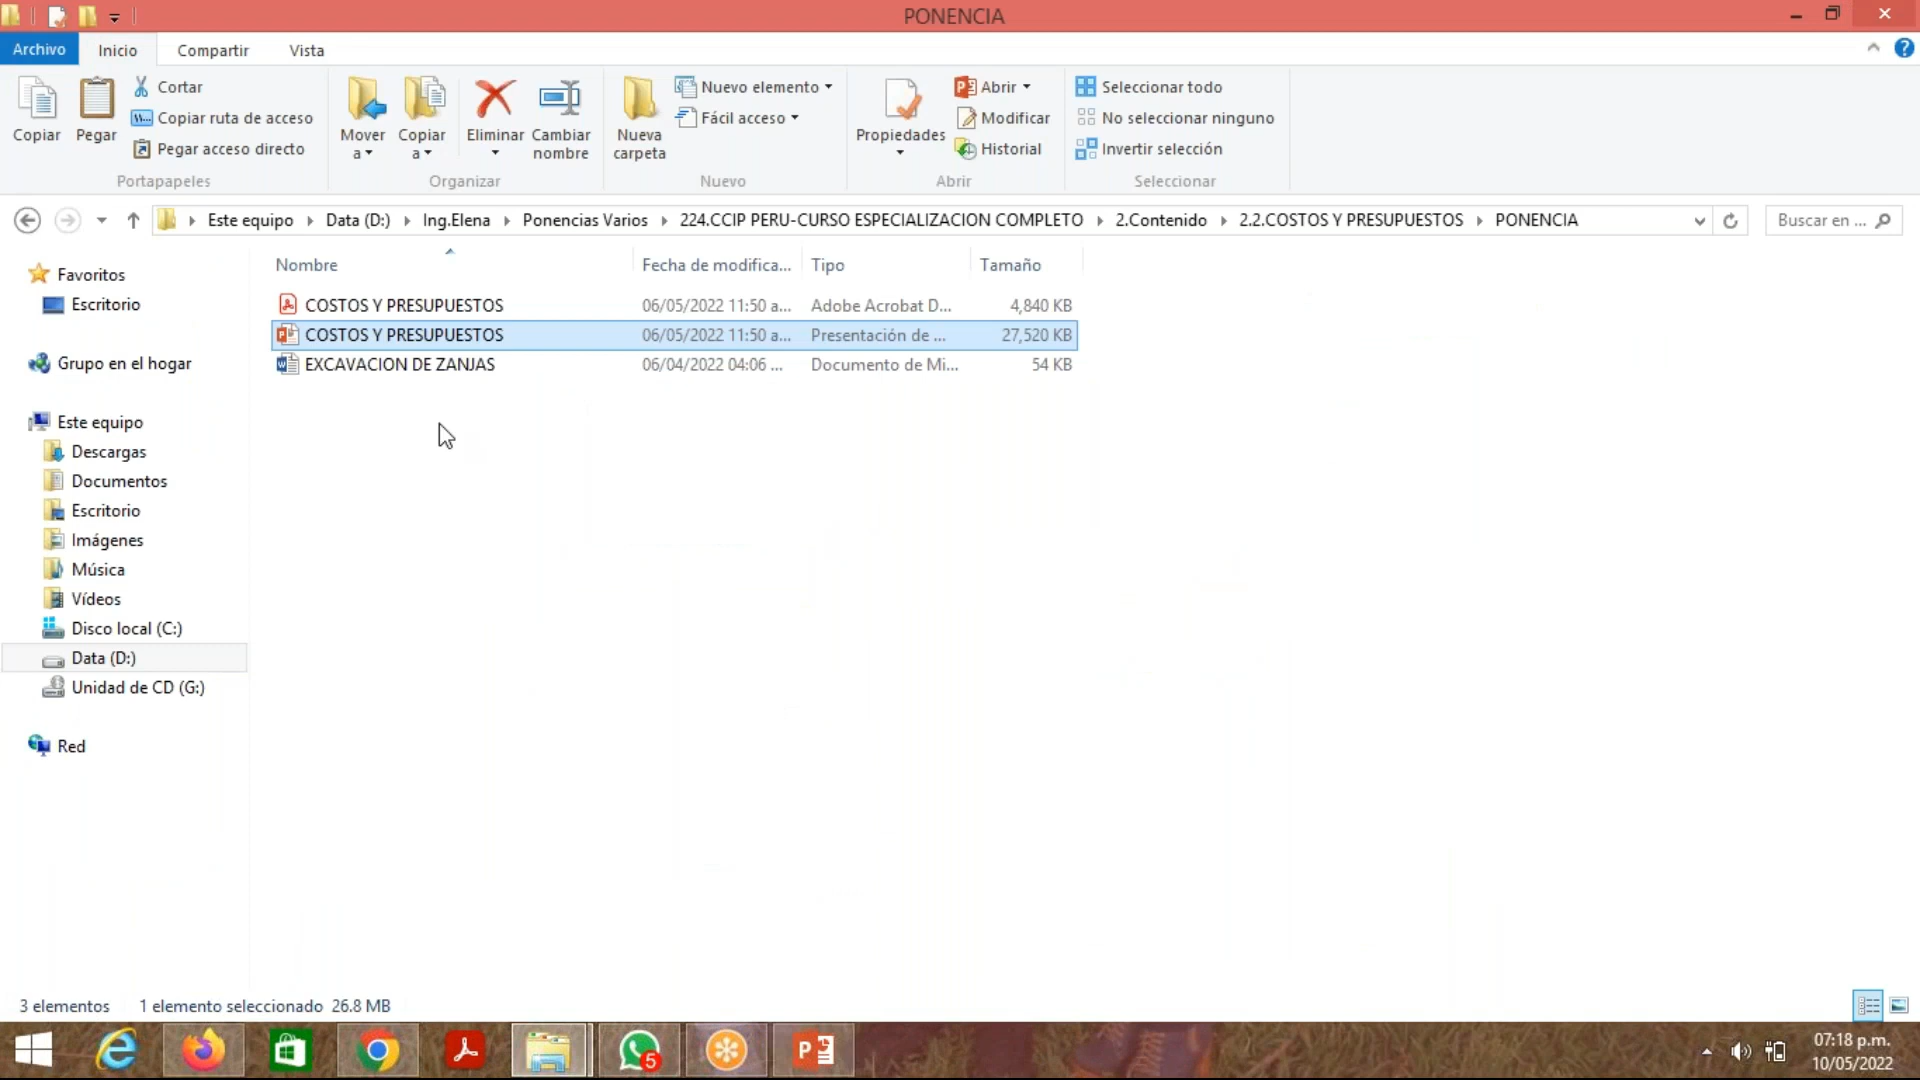 PONENCIA
Archivo Inicio Compartir Vista
Copiar
Pegar
Cortar
Copiar ruta de acceso
Pegar acceso directo
Portapapeles
Mover a
Copiar a
Eliminar
Cambiar nombre
Organizar
Nueva carpeta
Nuevo elemento
Fácil acceso
Nuevo
Propiedades
Abrir
Modificar
Historial
Abrir
Seleccionar todo
No seleccionar ninguno
Invertir selección
Seleccionar
Este equipo Data (D:) Ing.Elena Ponencias Varios 224.CCIP PERU-CURSO ESPECIALIZACION COMPLETO 2.Contenido 2.2.COSTOS Y PRESUPUESTOS PONENCIA
Buscar en ...
Favoritos
Escritorio
Grupo en el hogar
Este equipo
Descargas
Documentos
Escritorio
Imágenes
Música
Vídeos
Disco local (C:)
Data (D:)
Unidad de CD (G:)
Red
Nombre Fecha de modifica... Tipo Tamaño
COSTOS Y PRESUPUESTOS 06/05/2022 11:50 a... Adobe Acrobat D... 4,840 KB
COSTOS Y PRESUPUESTOS 06/05/2022 11:50 a... Presentación de ... 27,520 KB
EXCAVACION DE ZANJAS 06/04/2022 04:06 ... Documento de Mi... 54 KB
3 elementos 1 elemento seleccionado 26.8 MB
5
07:18 p.m.
10/05/2022